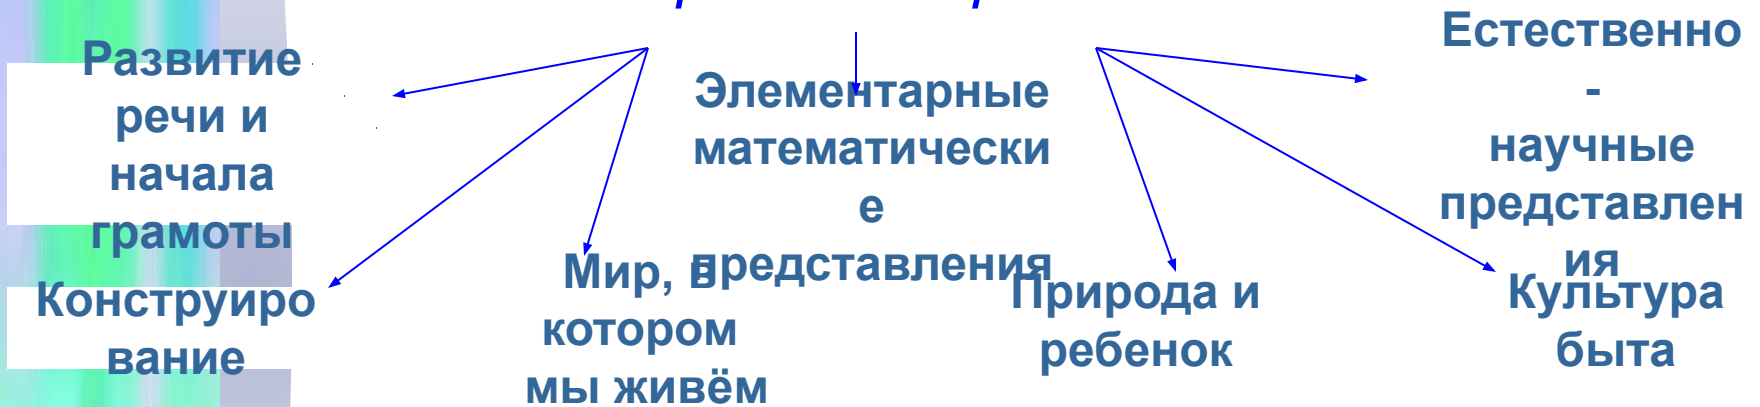 Развитие
речи и
начала
грамоты
Элементарные
математически
е
представления
Естественно
-
научные
представлен
ия
Конструиро
вание
Мир, в
котором
мы живём
Природа и
ребенок
Культура
быта